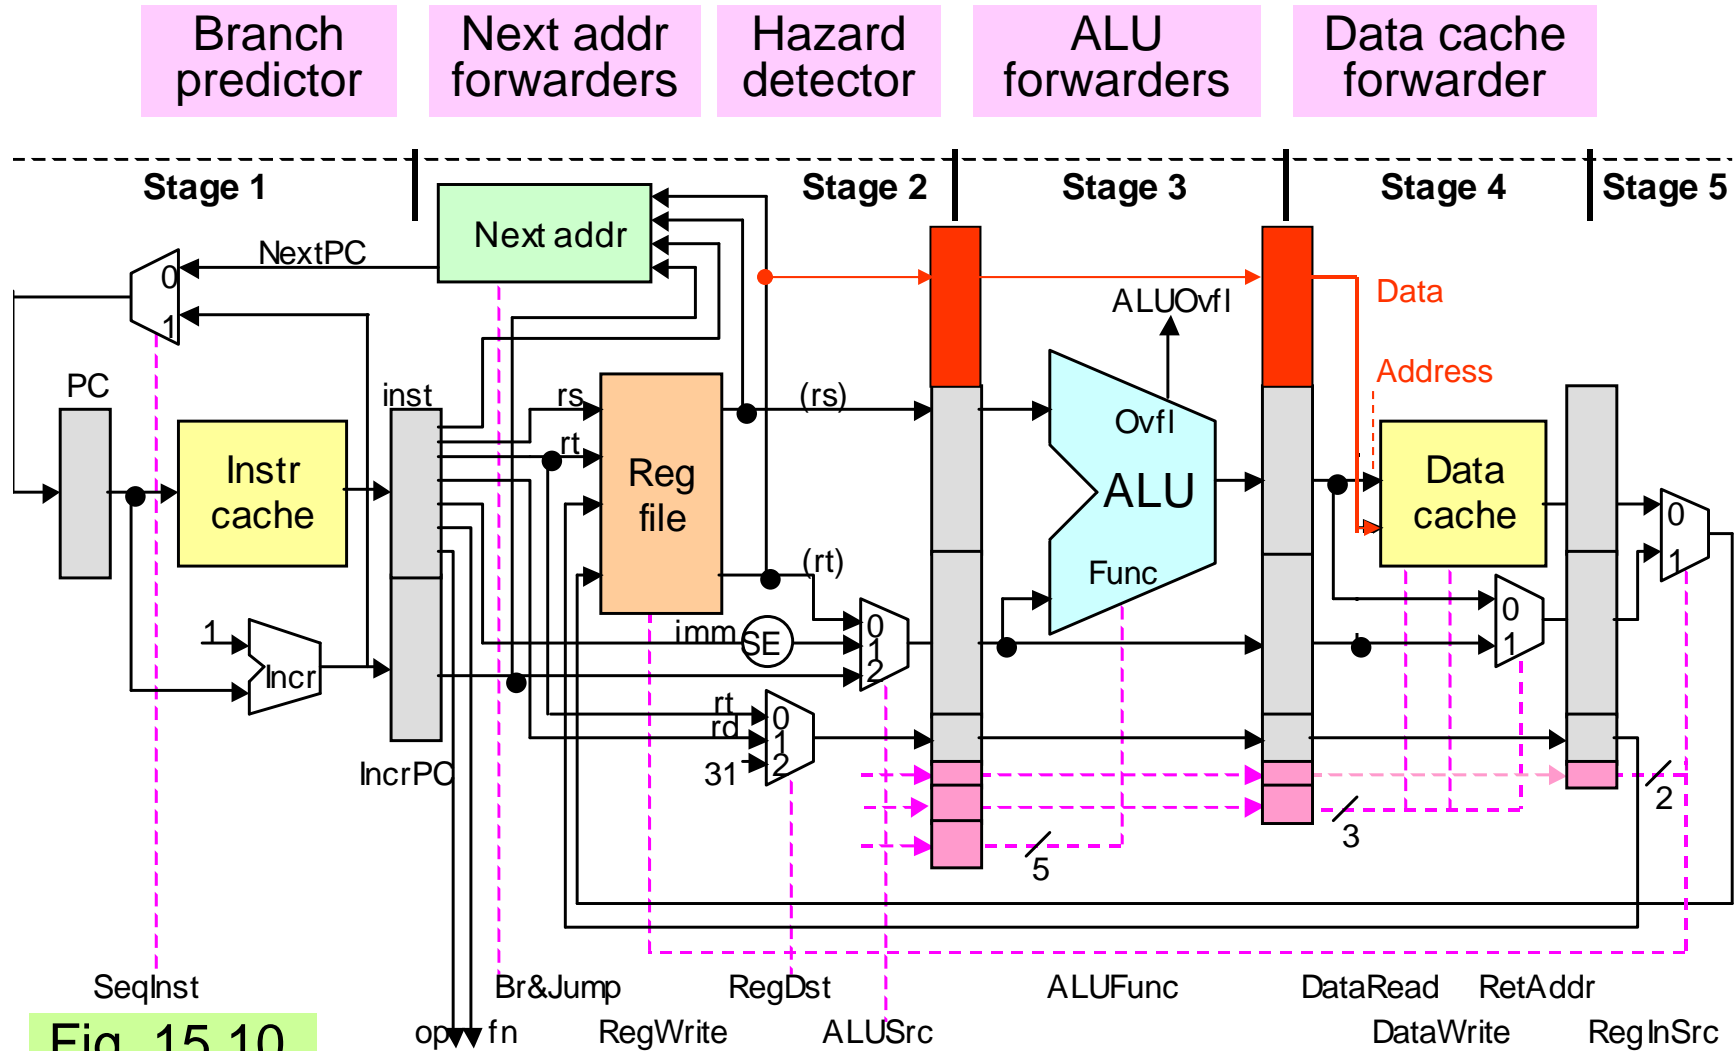 Branch
predictor
Next addr
forwarders
Hazard
detector
ALU
forwarders
Data cache
forwarder
Stage 1
Stage 2
Stage 3
Stage 4
Stage 5
Next addr
NextPC
0
1
ALUOvfl
Data
Address
PC
inst
rs
rt
(rs)
Ovfl
Instr
cache
Reg
file
ALU
Func
Data
cache
0
1
(rt)
1
Incr
imm
SE
0
1
2
0
1
rt
rd
31
0
1
2
IncrPC
5
3
2
SeqInst
Br&Jump
RegDst
ALUFunc
DataRead
RetAddr
op
fn
RegWrite
ALUSrc
DataWrite
RegInSrc
Fig. 15.10